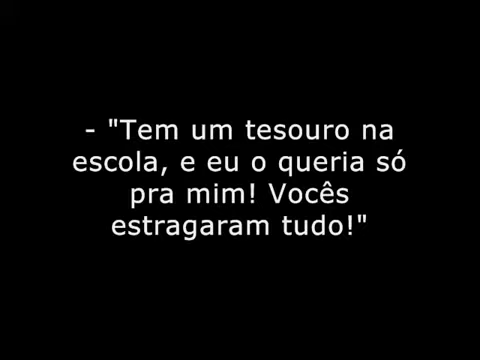 - "Tem um tesouro na
escola, e eu o queria só
pra mim! Vocês
estragaram tudo!"